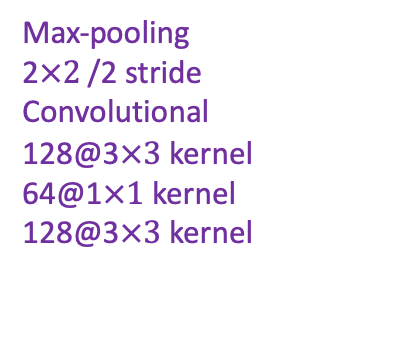 Max-pooling
2×2 /2 stride
Convolutional
128@3×3 kernel
64@1×1 kernel
128@3×3 kernel